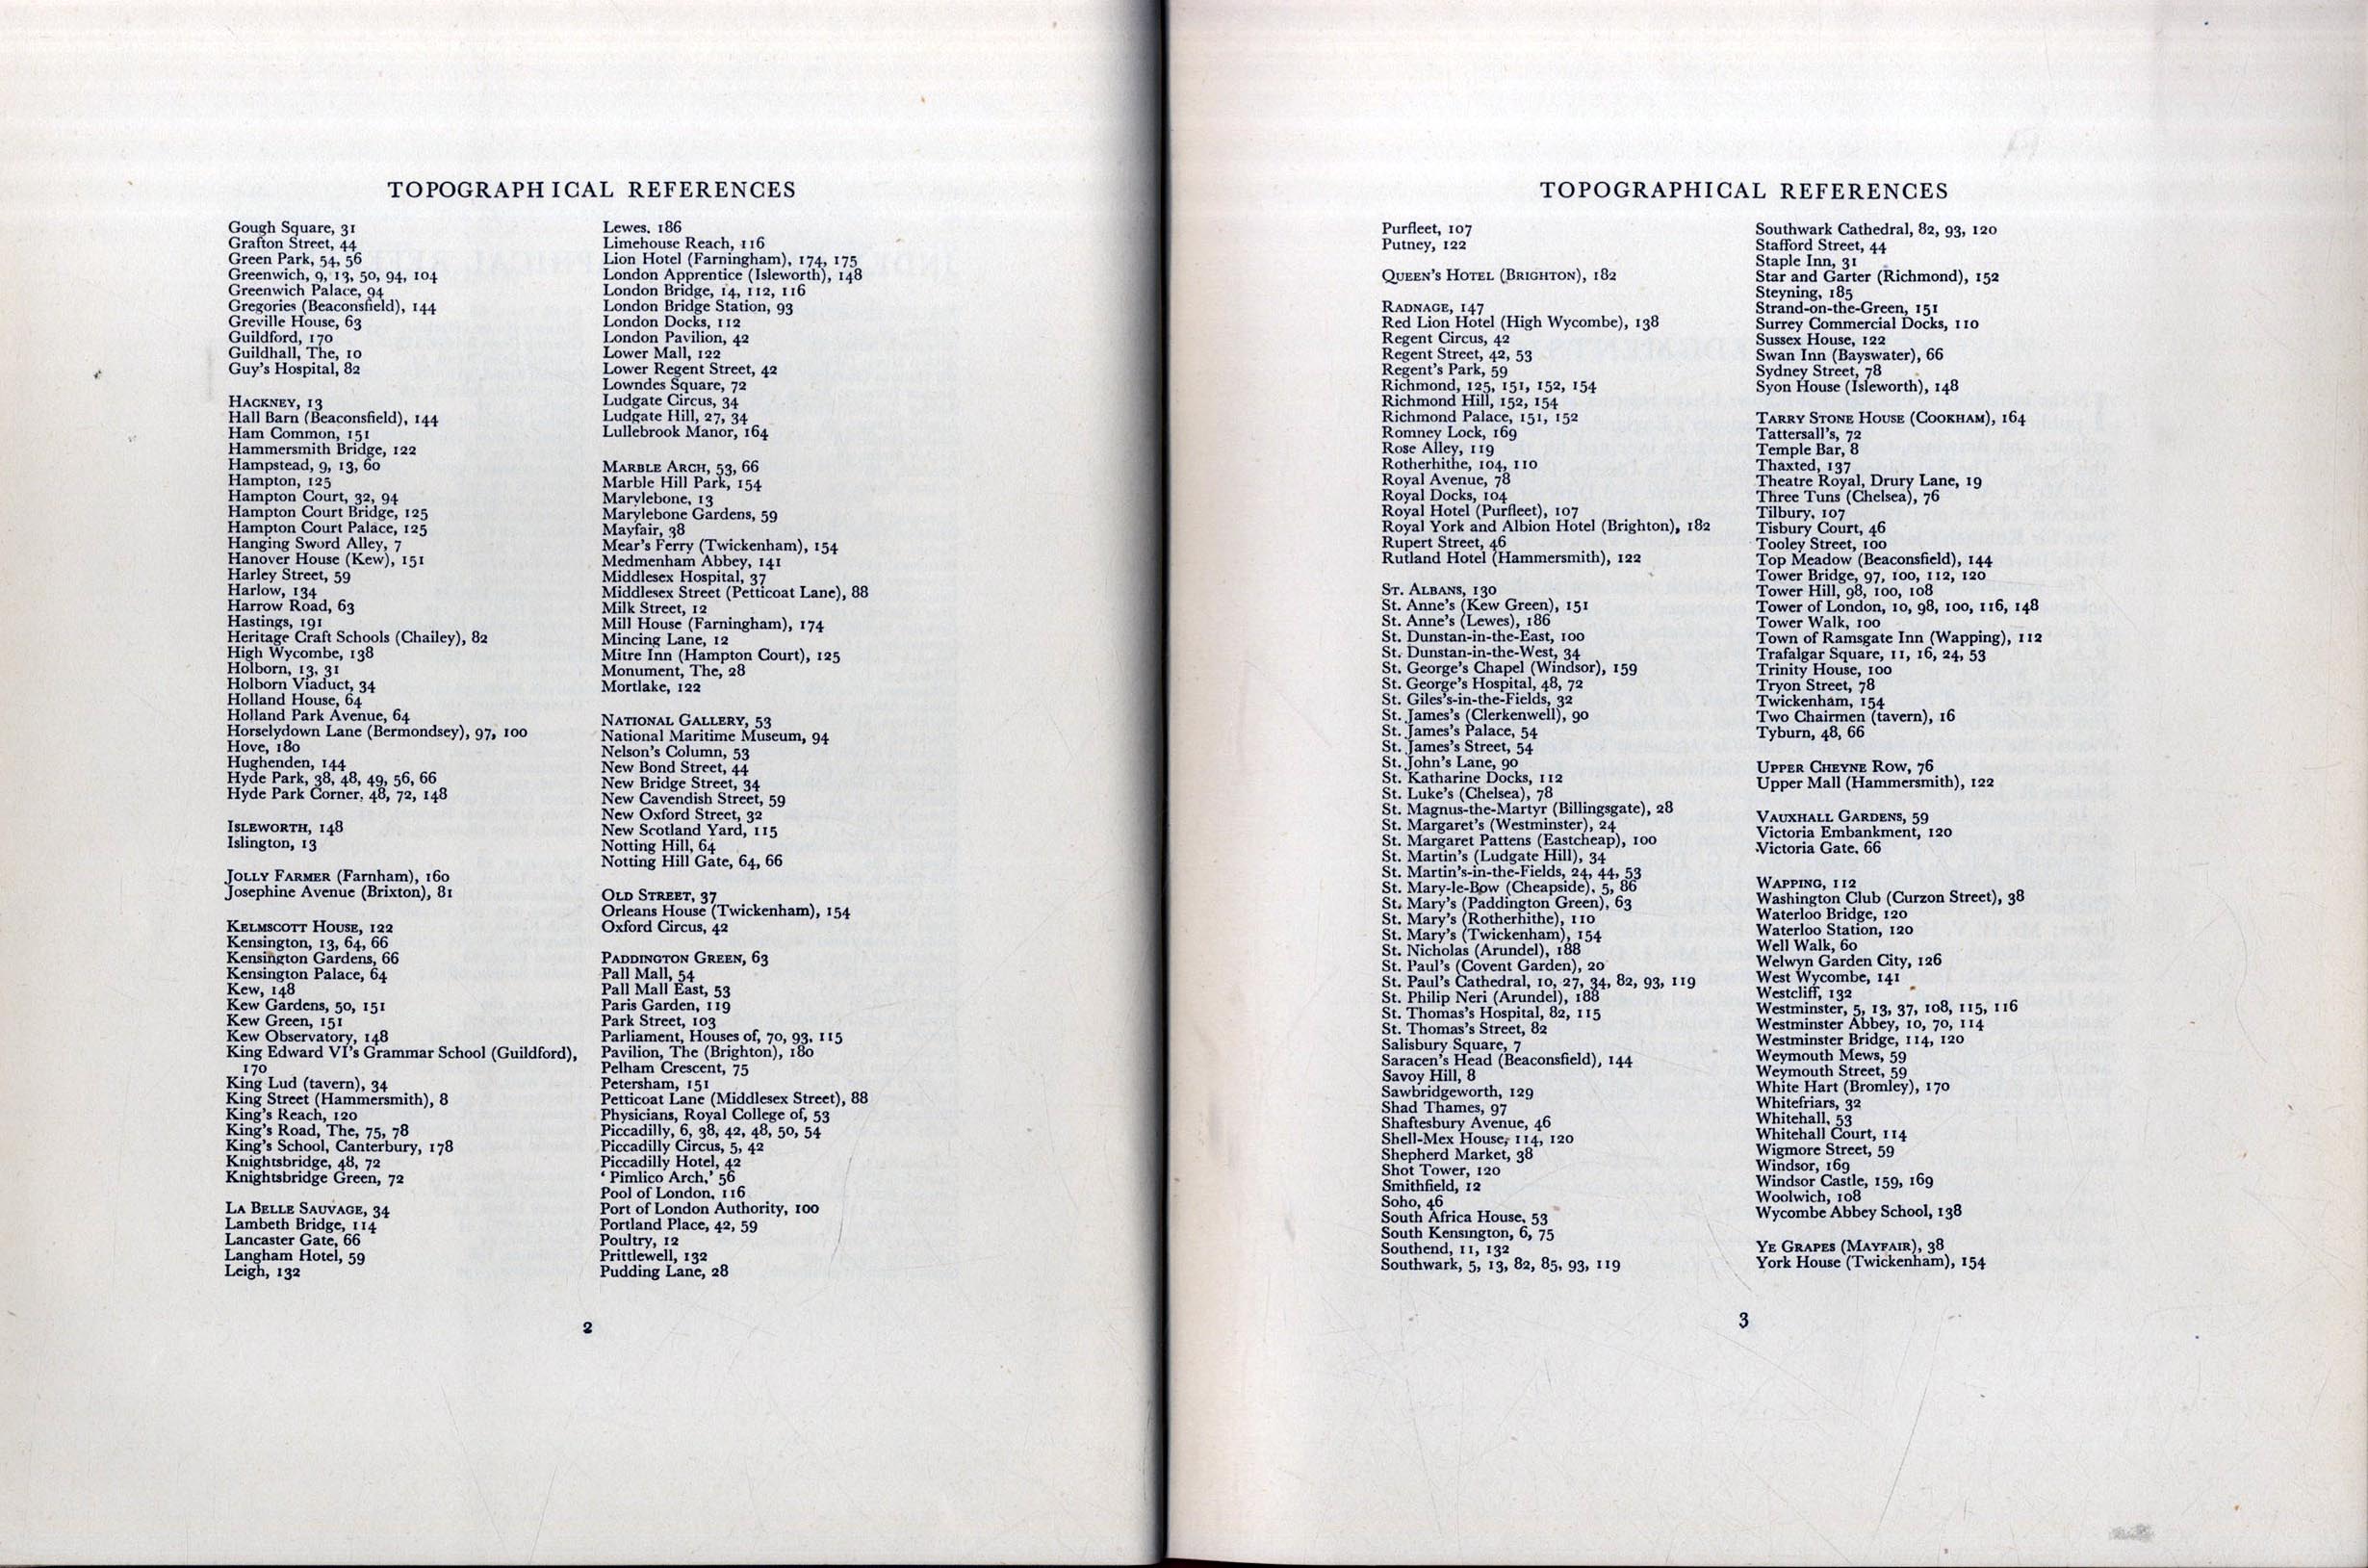 TOPOGRAPHICAL REFERENCES
Gough Square, 31
Grafton Street, 44
Green Park, 54, 56
Greenwich, 9, 13, 50, 94, 104
Greenwich Palace, 94
Gregories (Beaconsfield), 144
Greville House, 63
Guildford, 170
Guildhall, The, 10
Guy's Hospital, 82
HACKNEY, 13
Hall Barn (Beaconsfield), 144
Ham Common, 151
Hammersmith Bridge, 122
Hampstead, 9, 13, 60
Hampton, 125
Hampton Court, 32, 94
Hampton Court Bridge, 125
Hampton Court Palace, 125
Hanging Sword Alley, 7
Hanover House (Kew), 151
Harley Street, 59
Harlow, 134
Harrow Road, 63
Hastings, 191
Heritage Craft Schools (Chailey), 82
High Wycombe, 138
Holborn, 13, 31
Holborn Viaduct, 34
Holland House, 64
Holland Park Avenue, 64
Horselydown Lane (Bermondsey), 97, 100
Hove, 180
Hughenden, 144
Hyde Park, 38, 48, 49, 56, 66
Hyde Park Corner, 48, 72, 148
ISLEWORTH, 148
Islington, 13
JOLLY FARMER (Farnham), 160
Josephine Avenue (Brixton), 81
KELMSCOTT HOUSE, 122
Kensington, 13, 64, 66
Kensington Gardens, 66
Kensington Palace, 64
Kew, 148
Kew Gardens, 50, 151
Kew Green, 151
Kew Observatory, 148
King Edward VI's Grammar School (Guildford),
170
King Lud (tavern), 34
King Street (Hammersmith), 8
King's Reach, 120
King's Road, The, 75, 78
King's School, Canterbury, 178
Knightsbridge, 48, 72
Knightsbridge Green, 72
LA BELLE SAUVAGE, 34
Lambeth Bridge, 114
Lancaster Gate, 66
Langham Hotel, 59
Leigh, 132
Lewes. 186
Limehouse Reach, 116
Lion Hotel (Farningham), 174, 175
London Apprentice (Isleworth), 148
London Bridge, 14, 112, 116
London Bridge Station, 93
London Docks, 112
London Pavilion, 42
Lower Mall, 122
Lower Regent Street, 42
Lowndes Square, 72
Ludgate Circus, 34
Ludgate Hill, 27, 34
Lullebrook Manor, 164
MARBLE ARCH, 53, 66
Marble Hill Park, 154
Marylebone, 13
Marylebone Gardens, 59
Mayfair, 38
Mear's Ferry (Twickenham), 154
Medmenham Abbey, 141
Middlesex Hospital, 37
Middlesex Street (Petticoat Lane), 88
Milk Street, 12
Mill House (Farningham), 174
Mincing Lane, 12
Mitre Inn (Hampton Court), 125
Monument, The, 28
Mortlake, 122
NATIONAL GALLERY, 53
National Maritime Museum, 94
Nelson's Column, 53
New Bond Street, 44
New Bridge Street, 34
New Cavendish Street, 59
New Oxford Street, 32
New Scotland Yard, 115
Notting Hill, 64
Notting Hill Gate, 64, 66
OLD STREET, 37
Orleans House (Twickenham), 154
Oxford Circus, 42
PADDINGTON GREEN, 63
Pall Mall, 54
Pall Mall East, 53
Paris Garden, 119
Park Street, 103
Parliament, Houses of, 70, 93, 115
Pavilion, The (Brighton), 180
Pelham Crescent, 75
Petersham, 151
Petticoat Lane (Middlesex Street), 88
Physicians, Royal College of, 53
Piccadilly, 6, 38, 42, 48, 50, 54
Piccadilly Circus, 5, 42
Piccadilly Hotel, 42
'Pimlico Arch,' 56
Pool of London, 116
Port of London Authority, 100
Portland Place, 42, 59
Poultry, 12
Prittlewell, 132
Pudding Lane, 28
2
TOPOGRAPHICAL REFERENCES
Purfleet, 107
Putney, 122
QUEEN'S HOTEL (BRIGHTON), 182
RADNAGE, 147
Red Lion Hotel (High Wycombe), 138
Regent Circus, 42
Regent Street, 42, 53
Regent's Park, 59
Richmond, 125, 151, 152, 154
Richmond Hill, 152, 154
Richmond Palace, 151, 152
Romney Lock, 169
Rose Alley, 119
Rotherhithe, 104, 110
Royal Avenue, 78
Royal Docks, 104
Royal Hotel (Purfleet), 107
Royal York and Albion Hotel (Brighton), 182
Rupert Street, 46
Rutland Hotel (Hammersmith), 122
ST. ALBANS, 130
St. Anne's (Kew Green), 151
St. Anne's (Lewes), 186
St. Dunstan-in-the-East, 100
St. Dunstan-in-the-West, 34
St. George's Chapel (Windsor), 159
St. George's Hospital, 48, 72
St. Giles's-in-the-Fields, 32
St. James's (Clerkenwell), 90
St. James's Palace, 54
St. James's Street, 54
St. John's Lane, 90
St. Katharine Docks, 112
St. Luke's (Chelsea), 78
St. Magnus-the-Martyr (Billingsgate), 28
St. Margaret's (Westminster), 24
St. Margaret Pattens (Eastcheap), 100
St. Martin's (Ludgate Hill), 34
St. Martin's-in-the-Fields, 24, 44, 53
St. Mary-le-Bow (Cheapside), 5, 86
St. Mary's (Paddington Green), 63
St. Mary's (Rotherhithe), 110
St. Mary's (Twickenham), 154
St. Nicholas (Arundel), 188
St. Paul's (Covent Garden), 20
St. Paul's Cathedral, 10, 27, 34, 82, 93, 119
St. Philip Neri (Arundel), 188
St. Thomas's Hospital, 82, 115
St. Thomas's Street, 82
Salisbury Square, 7
Saracen's Head (Beaconsfield), 144
Savoy Hill, 8
Sawbridgeworth, 129
Shad Thames, 97
Shaftesbury Avenue, 46
Shell-Mex House, 114, 120
Shepherd Market, 38
Shot Tower, 120
Smithfield, 12
Soho, 46
South Africa House, 53
South Kensington, 6, 75
Southend, 11, 132
Southwark, 5, 13, 82, 85, 93, 119
Southwark Cathedral, 82, 93, 120
Stafford Street, 44
Staple Inn, 31
Star and Garter (Richmond), 152
Steyning, 185
Strand-on-the-Green, 151
Surrey Commercial Docks, 110
Sussex House, 122
Swan Inn (Bayswater), 66
Sydney Street, 78
Syon House (Isleworth), 148
TARRY STONE HOUSE (COOKHAM), 164
Tattersall's, 72
Temple Bar, 8
Thaxted, 137
Theatre Royal, Drury Lane, 19
Three Tuns (Chelsea), 76
Tilbury, 107
Tisbury Court, 46
Tooley Street, 100
Top Meadow (Beaconsfield), 144
Tower Bridge, 97, 100, 112, 120
Tower Hill, 98, 100, 108
Tower of London, 10, 98, 100, 116, 148
Tower Walk, 100
Town of Ramsgate Inn (Wapping), 112
Trafalgar Square, 11, 16, 24, 53
Trinity House, 100
Tryon Street, 78
Twickenham, 154
Two Chairmen (tavern), 16
Tyburn, 48, 66
UPPER CHEYNE ROW, 76
Upper Mall (Hammersmith), 122
VAUXHALL GARDENS, 59
Victoria Embankment, 120
Victoria Gate. 66
WAPPING, 112
Washington Club (Curzon Street), 38
Waterloo Bridge, 120
Waterloo Station, 120
Well Walk, 60
Welwyn Garden City, 126
West Wycombe, 141
Westcliff, 132
Westminster, 5, 13, 37, 108, 115, 116
Westminster Abbey, 10, 70, 114
Westminster Bridge, 114, 120
Weymouth Mews, 59
Weymouth Street, 59
White Hart (Bromley), 170
Whitefriars, 32
Whitehall, 53
Whitehall Court, 114
Wigmore Street, 59
Windsor, 169
Windsor Castle, 159, 169
Woolwich, 108
Wycombe Abbey School, 138
YE GRAPES (MAYFAIR), 38
York House (Twickenham), 154
3